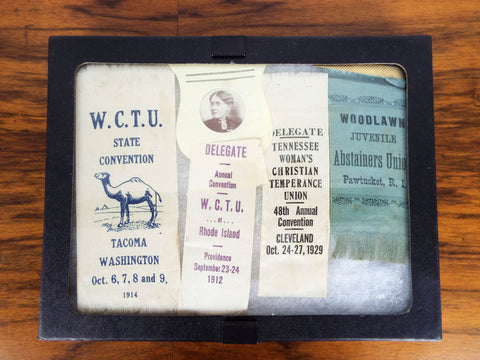 W.C.T.U.
STATE
CONVENTION
TACOMA
WASHINGTON
Oct. 6, 7, 8 and 9,
1914
DELEGATE
Annual
Convention
W. C. T. U.
of
Rhode Island
Providence
September 23-24
1912
DELEGATE
TENNESSEE
WOMAN'S
CHRISTIAN
TEMPERANCE
UNION
48th Annual
Convention
CLEVELAND
Oct. 24-27, 1929
WOODLAWN
JUVENILE
Abstainers Union
Pawtucket, R. I.